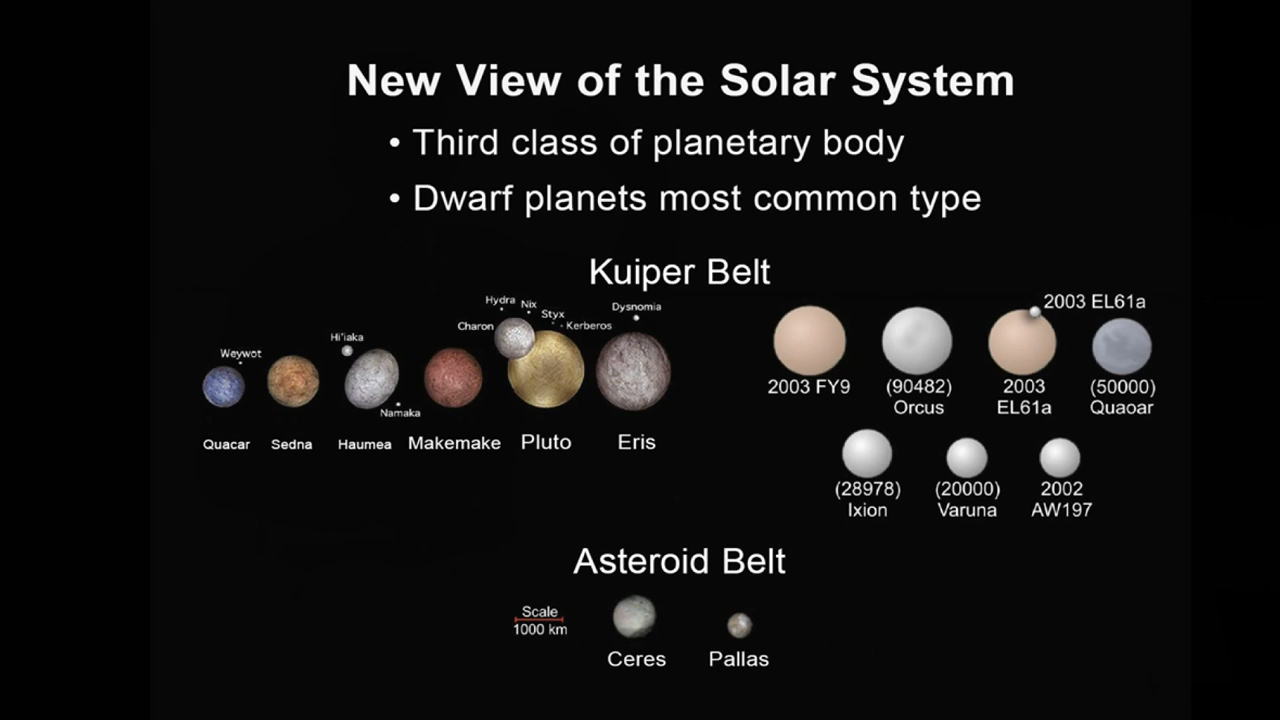 New View of the Solar System
• Third class of planetary body
• Dwarf planets most common type
Kuiper Belt
Weywot
Hi'iaka
Namaka
Hydra
Nix
Styx
Charon
Kerberos
Dysnomia
Quacar
Sedna
Haumea
Makemake
Pluto
Eris
2003 EL61a
2003 FY9
(90482)
Orcus
2003
EL61a
(50000)
Quaoar
(28978)
Ixion
(20000)
Varuna
2002
AW197
Asteroid Belt
Scale
1000 km
Ceres
Pallas